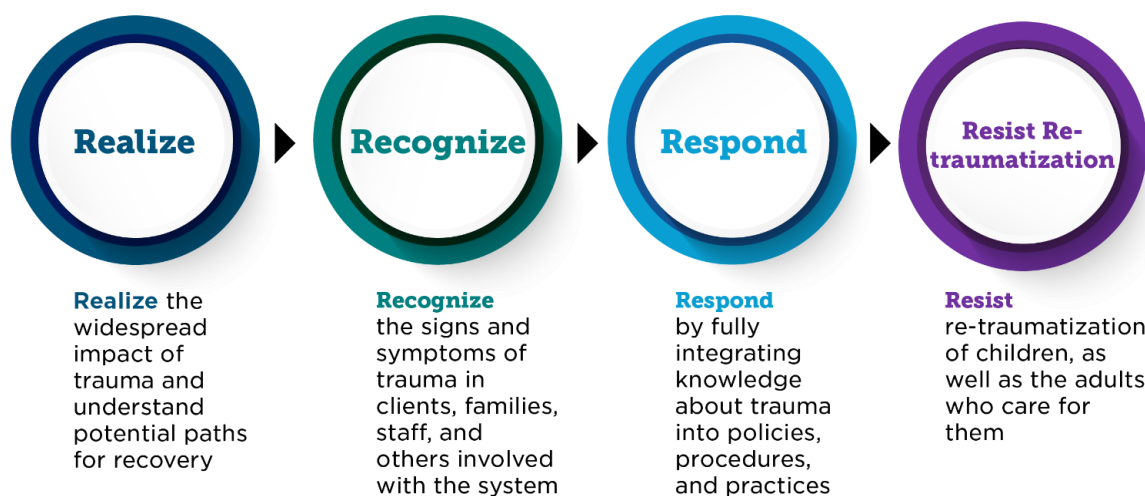 Realize
Recognize
Respond
Resist Re-
traumatization
Realize the
widespread
impact of
trauma and
understand
potential paths
for recovery
Recognize
the signs and
symptoms of
trauma in
clients, families,
staff, and
others involved
with the system
Respond
by fully
integrating
knowledge
about trauma
into policies,
procedures,
and practices
Resist
re-traumatization
of children, as
well as the adults
who care for
them